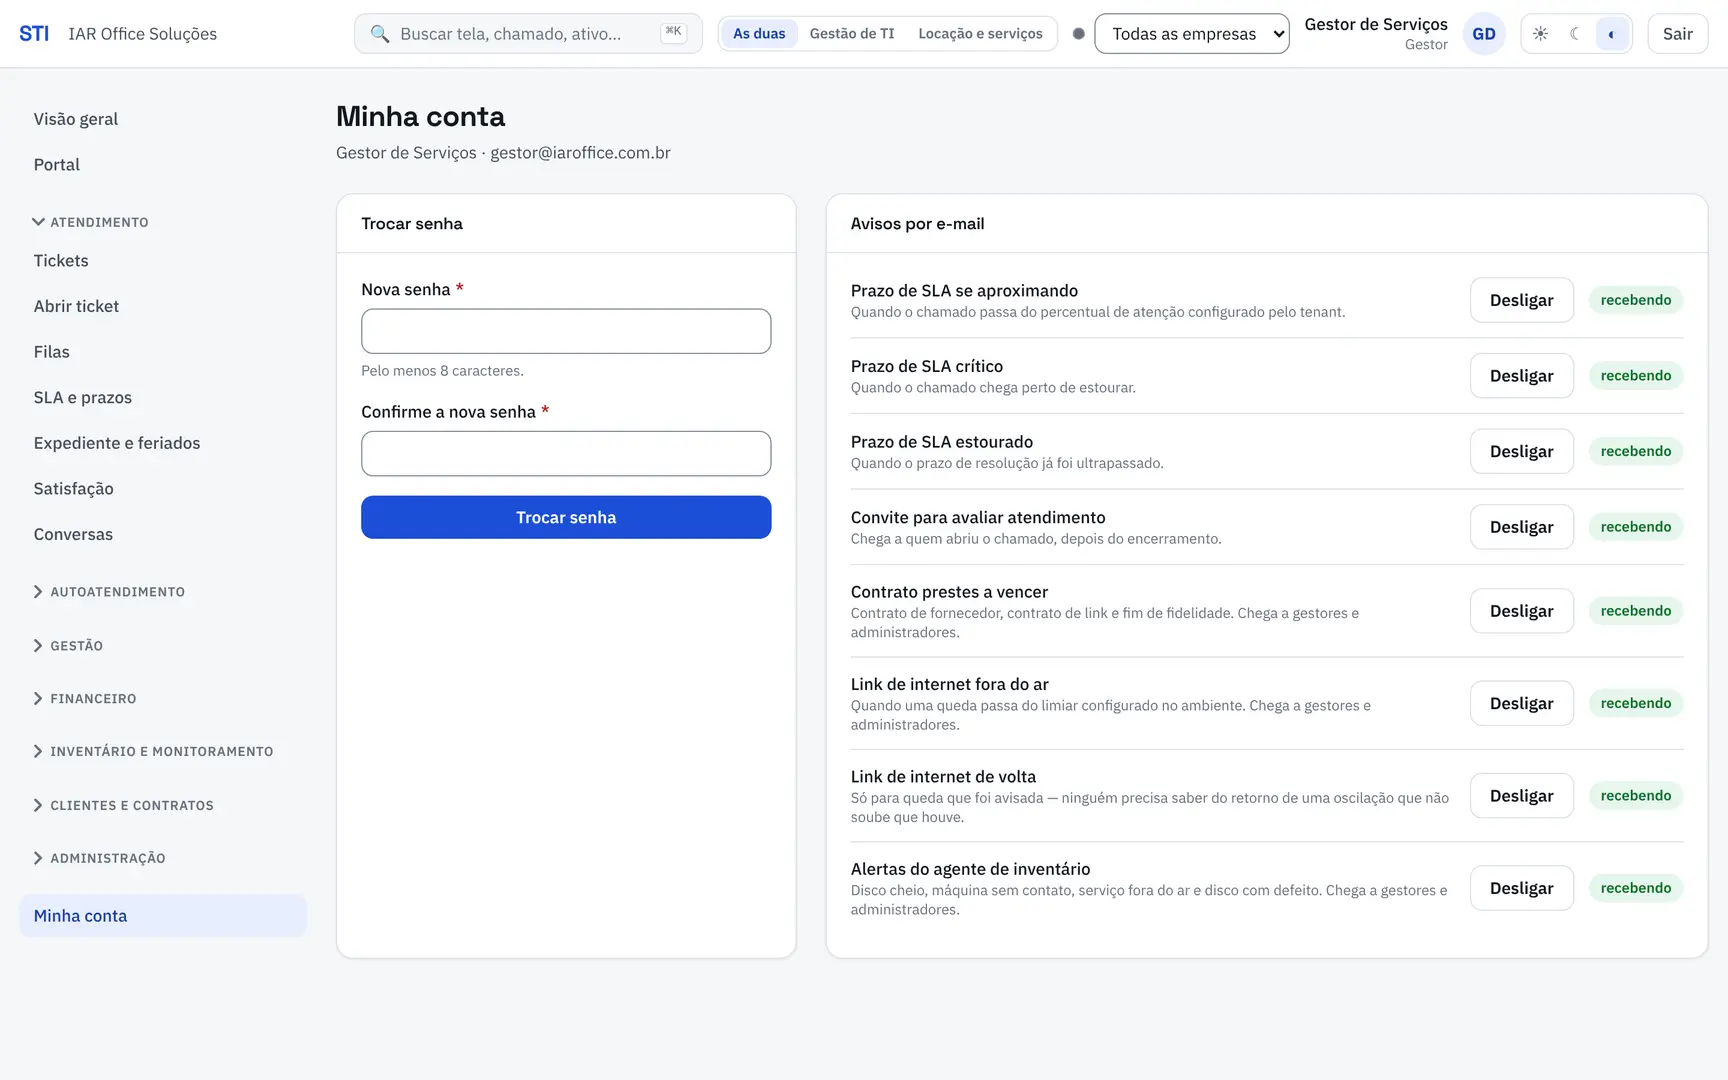 STI IAR Office Soluções
Buscar tela, chamado, ativo... ⌘K
As duas Gestão de TI Locação e serviços
Todas as empresas
Gestor de Serviços
Gestor
GD
Sair
Visão geral
Portal
ATENDIMENTO
Tickets
Abrir ticket
Filas
SLA e prazos
Expediente e feriados
Satisfação
Conversas
AUTOATENDIMENTO
GESTÃO
FINANCEIRO
INVENTÁRIO E MONITORAMENTO
CLIENTES E CONTRATOS
ADMINISTRAÇÃO
Minha conta
Minha conta
Gestor de Serviços · gestor@iaroffice.com.br
Trocar senha
Nova senha *
Pelo menos 8 caracteres.
Confirme a nova senha *
Trocar senha
Avisos por e-mail
Prazo de SLA se aproximando
Quando o chamado passa do percentual de atenção configurado pelo tenant.
Desligar recebendo
Prazo de SLA crítico
Quando o chamado chega perto de estourar.
Desligar recebendo
Prazo de SLA estourado
Quando o prazo de resolução já foi ultrapassado.
Desligar recebendo
Convite para avaliar atendimento
Chega a quem abriu o chamado, depois do encerramento.
Desligar recebendo
Contrato prestes a vencer
Contrato de fornecedor, contrato de link e fim de fidelidade. Chega a gestores e
administradores.
Desligar recebendo
Link de internet fora do ar
Quando uma queda passa do limiar configurado no ambiente. Chega a gestores e
administradores.
Desligar recebendo
Link de internet de volta
Só para queda que foi avisada — ninguém precisa saber do retorno de uma oscilação que não
soube que houve.
Desligar recebendo
Alertas do agente de inventário
Disco cheio, máquina sem contato, serviço fora do ar e disco com defeito. Chega a gestores e
administradores.
Desligar recebendo